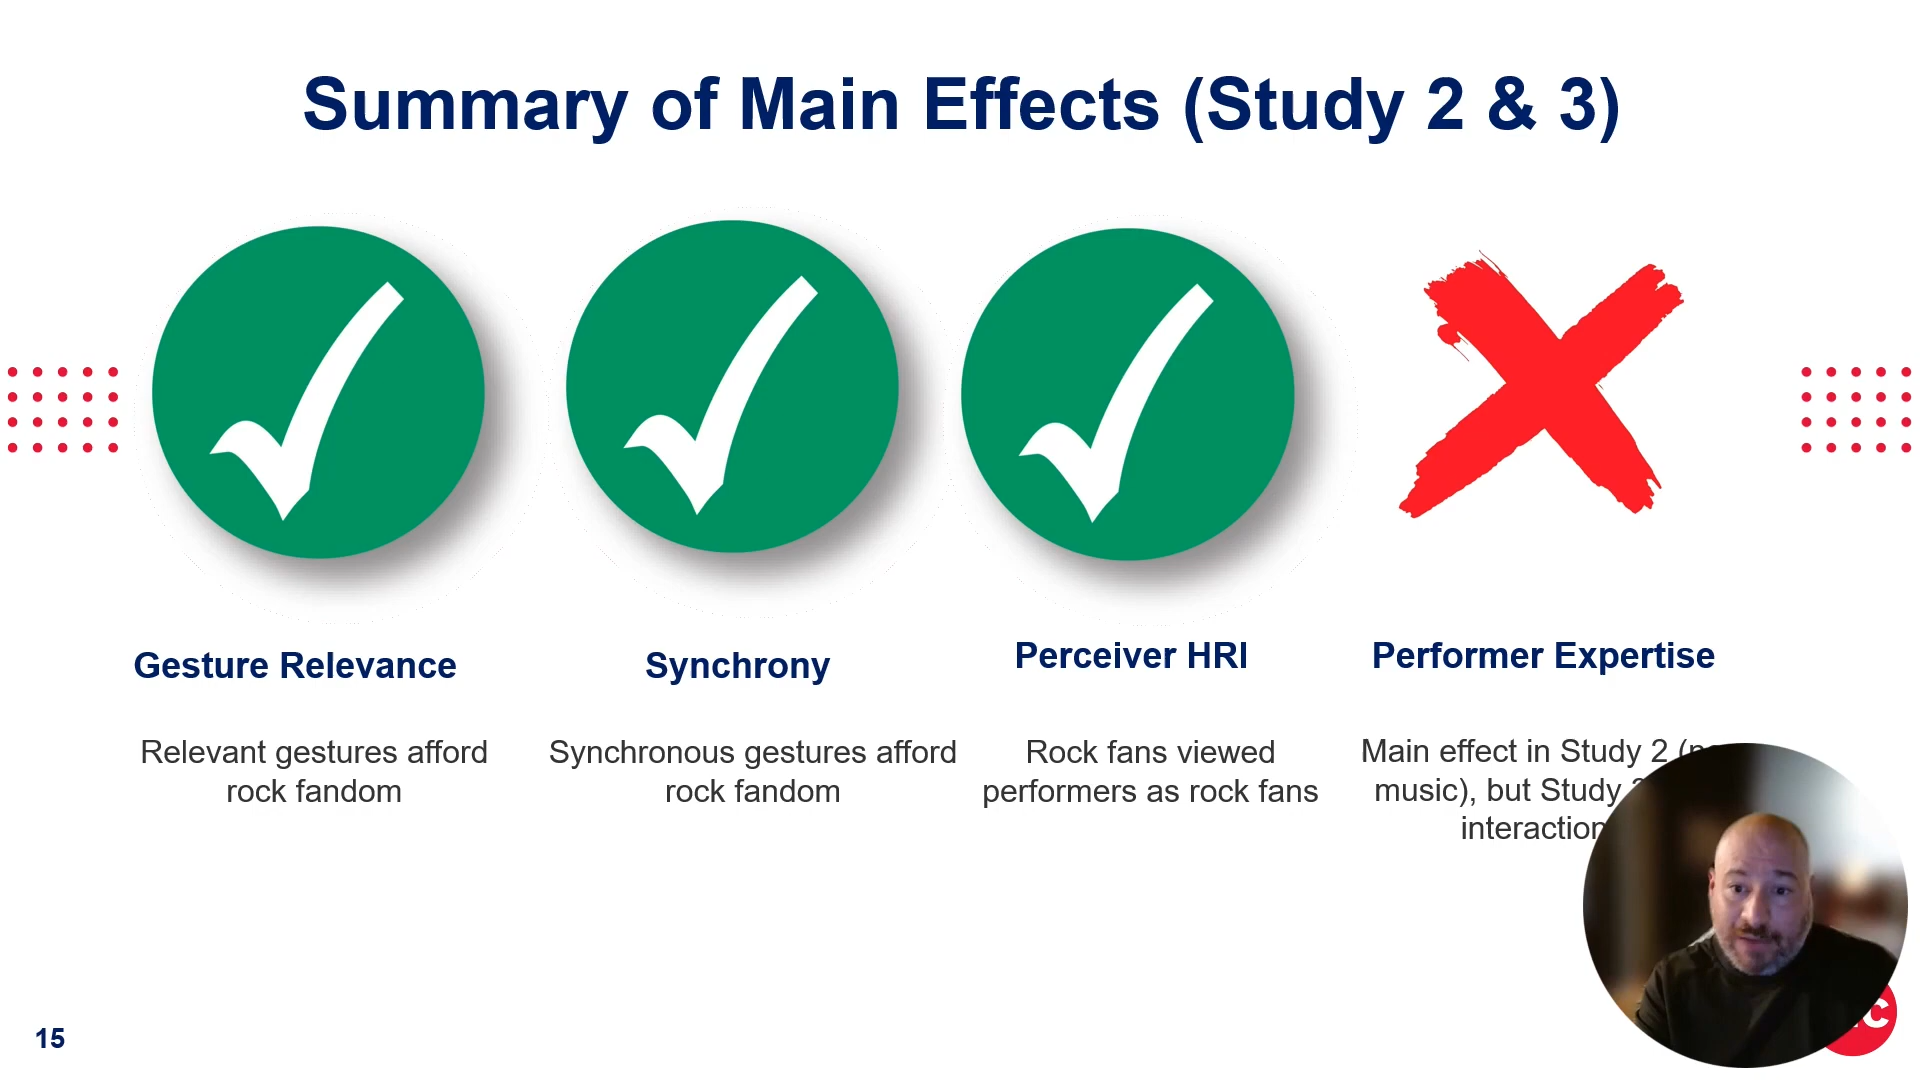 Summary of Main Effects (Study 2 & 3)
Gesture Relevance
Relevant gestures afford
rock fandom
Synchrony
Synchronous gestures afford
rock fandom
Perceiver HRI
Rock fans viewed
performers as rock fans
Performer Expertise
Main effect in Study 2
music), but Study
interaction
15